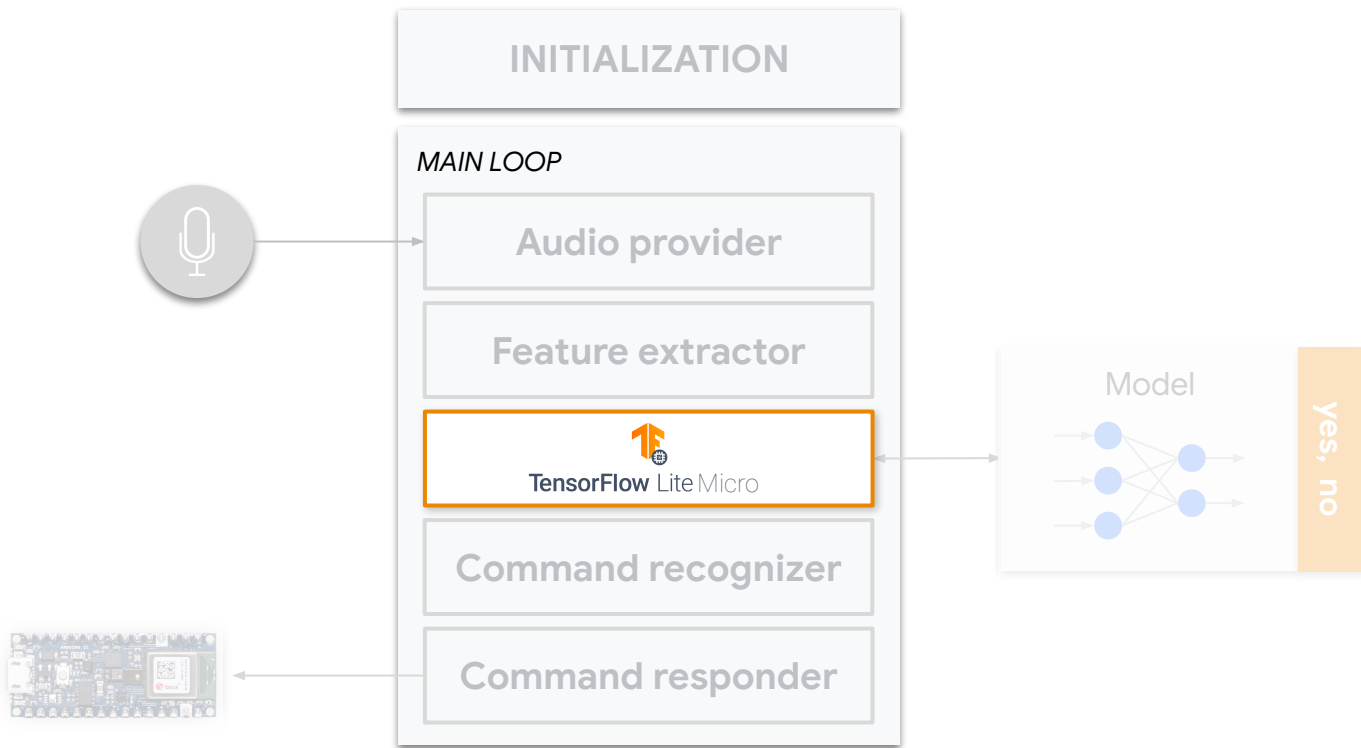 INITIALIZATION
MAIN LOOP
Audio provider
Feature extractor
TensorFlow Lite Micro
Command recognizer
Command responder
Model
yes, no